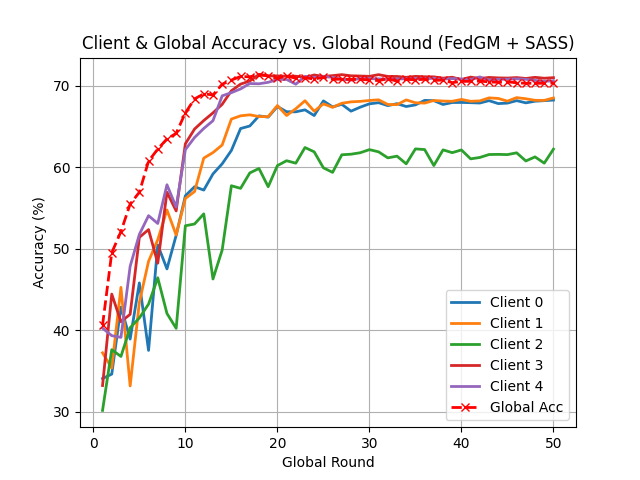 Client & Global Accuracy vs. Global Round (FedGM + SASS)
Accuracy (%)
70
60
50
40
30
0
10
20
30
40
50
Global Round
Client 0
Client 1
Client 2
Client 3
Client 4
Global Acc